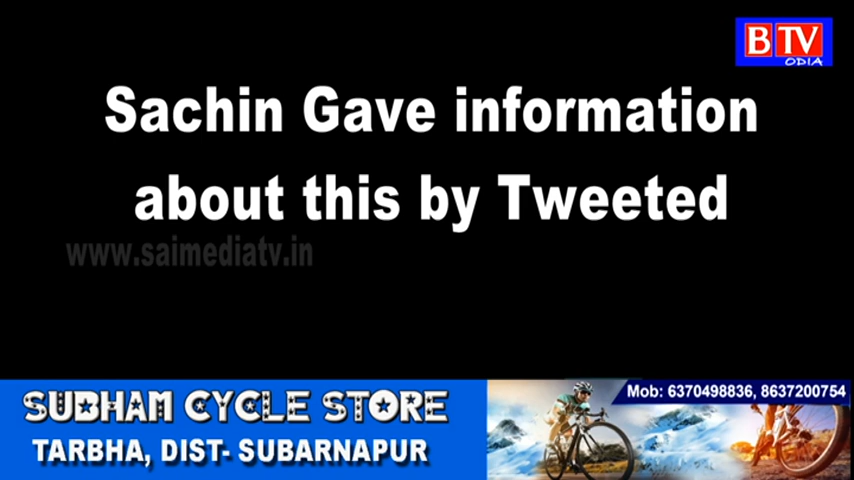 BTV
ODIA
Sachin Gave information
about this by Tweeted
www.saimediatv.in
SUBHAM CYCLE STORE
TARBHA, DIST- SUBARNAPUR
Mob: 6370498836, 8637200754